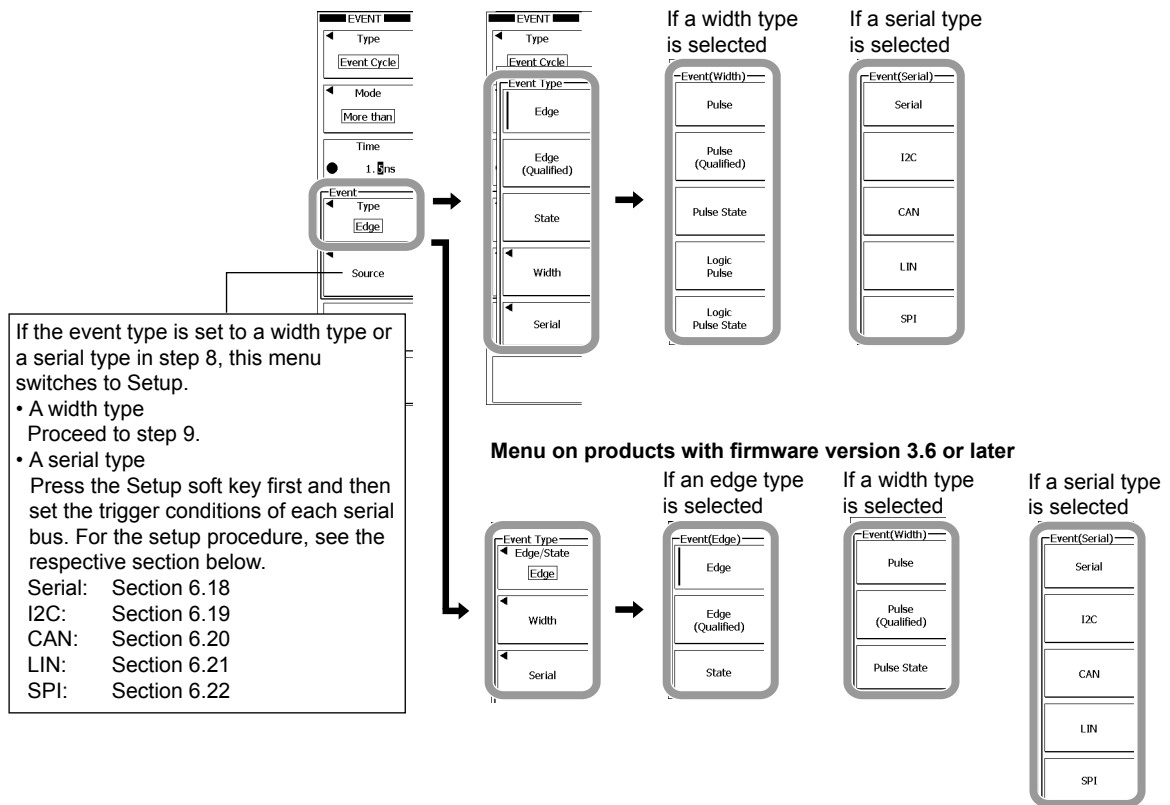 EVENT
Type
Event Cycle
Mode
More than
Time
1.5ns
Event
Type
Edge
Source
EVENT
Type
Event Cycle
Event Type
Edge
Edge
(Qualified)
State
Width
Serial
If a width type
is selected
Event(Width)
Pulse
Pulse
(Qualified)
Pulse State
Logic
Pulse
Logic
Pulse State
If a serial type
is selected
Event(Serial)
Serial
I2C
CAN
LIN
SPI
If the event type is set to a width type or
a serial type in step 8, this menu
switches to Setup.
• A width type
Proceed to step 9.
• A serial type
Press the Setup soft key first and then
set the trigger conditions of each serial
bus. For the setup procedure, see the
respective section below.
Serial: Section 6.18
I2C: Section 6.19
CAN: Section 6.20
LIN: Section 6.21
SPI: Section 6.22
Menu on products with firmware version 3.6 or later
Event Type
Edge/State
Edge
Width
Serial
If an edge type
is selected
Event(Edge)
Edge
Edge
(Qualified)
State
If a width type
is selected
Event(Width)
Pulse
Pulse
(Qualified)
Pulse State
If a serial type
is selected
Event(Serial)
Serial
I2C
CAN
LIN
SPI